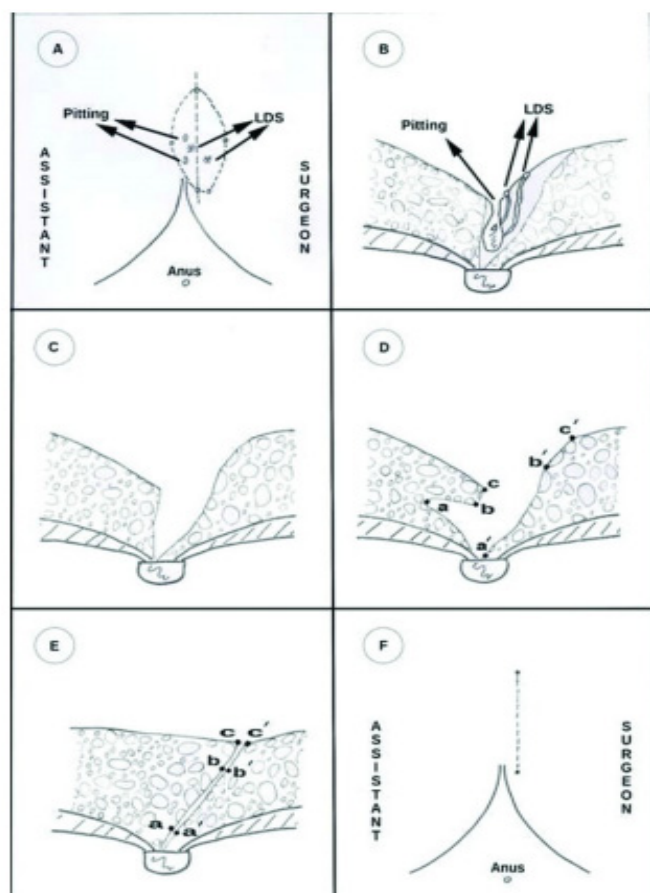 A
Pitting
LDS
ASSISTANT
SURGEON
Anus
B
Pitting
LDS
C
D
c'
b'
c
a
b
a'
E
c c'
b b'
a a'
F
ASSISTANT
SURGEON
Anus